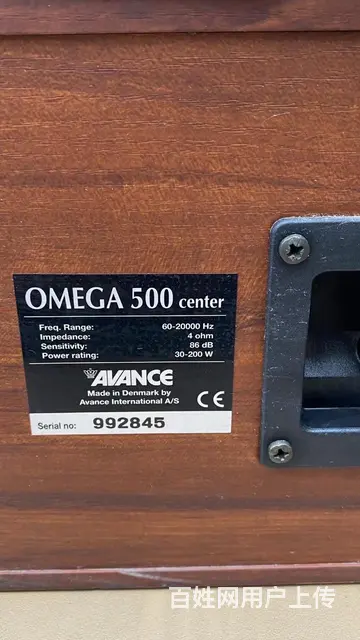 OMEGA 500 center
Freq. Range: 60-20000 Hz
Impedance: 4 ohm
Sensitivity: 86 dB
Power rating: 30-200 W
AVANCE
Made in Denmark by
Avance International A/S
CE
Serial no: 992845
百姓网用户上传